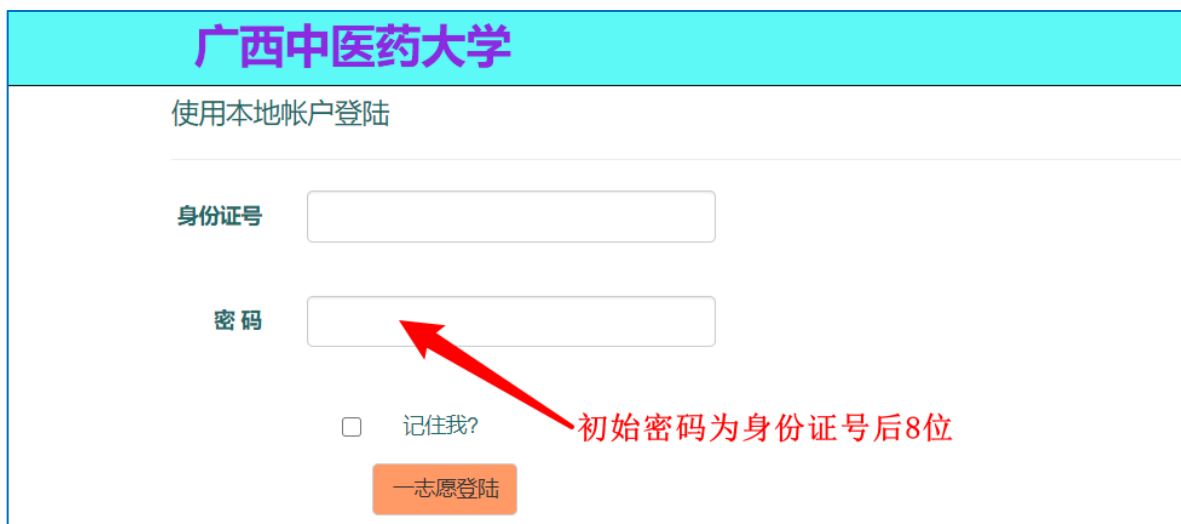 广西中医药大学
使用本地帐户登陆
身份证号
密 码
记住我?
初始密码为身份证号后8位
一志愿登陆